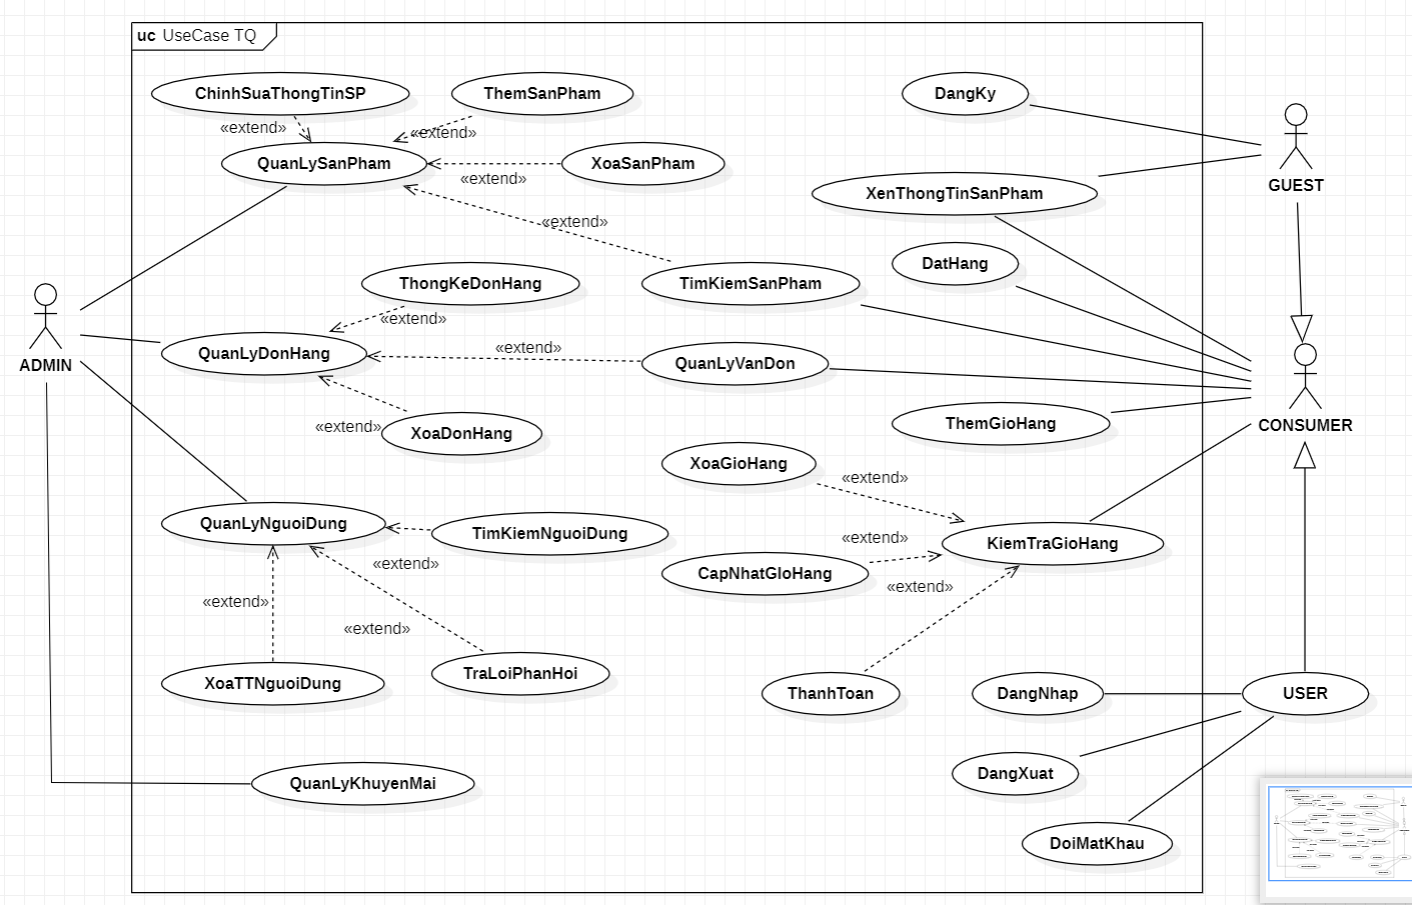 uc UseCase TQ
ChinhSuaThongTinSP
ThemSanPham
DangKy
«extend»
«extend»
QuanLySanPham
XoaSanPham
«extend»
GUEST
XenThongTinSanPham
«extend»
DatHang
ThongKeDonHang
TimKiemSanPham
«extend»
QuanLyDonHang
«extend»
QuanLyVanDon
ADMIN
ThemGioHang
CONSUMER
«extend»
XoaDonHang
XoaGioHang
«extend»
QuanLyNguoiDung
TimKiemNguoiDung
«extend»
KiemTraGioHang
«extend»
CapNhatGIoHang
«extend»
«extend»
«extend»
XoaTTNguoiDung
TraLoiPhanHoi
ThanhToan
DangNhap
USER
DangXuat
QuanLyKhuyenMai
DoiMatKhau